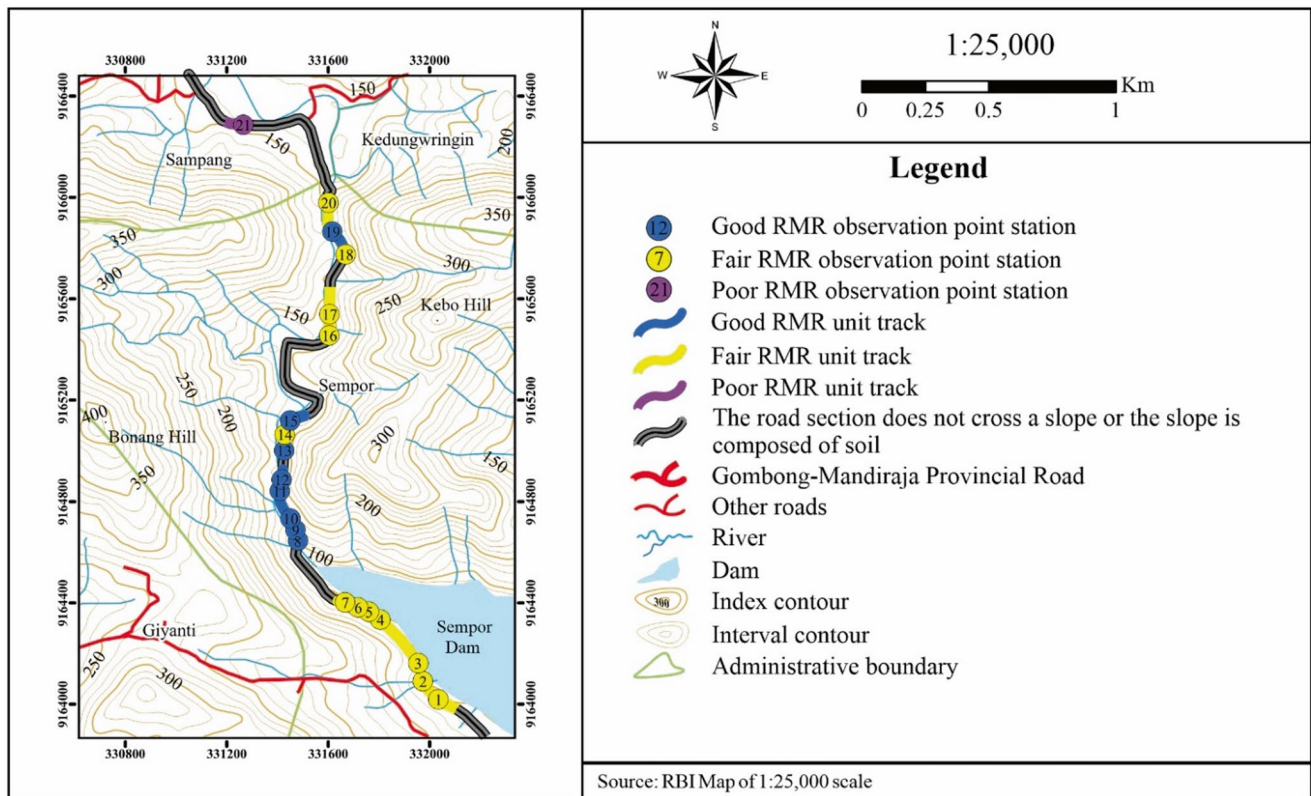 330800 331200 331600 332000
9166400
9166400
150
21
150
Kedungwringin
Sampang
200
9166000
20
9166000
350
19
350
18
300
300
9165600
250
9165600
150
17
Kebo Hill
16
250
Sempor
9165200
9165200
400
200
15
Bonang Hill
14
300
13
150
350
12
11
9164800
200
9164800
10
9
8
100
9164400
7
6
5
4
9164400
Giyanti
Sempor
Dam
250
3
300
2
1
9164000
9164000
330800 331200 331600 332000
N
W
E
S
1:25,000
Km
0 0.25 0.5 1
Legend
12 Good RMR observation point station
7 Fair RMR observation point station
21 Poor RMR observation point station
Good RMR unit track
Fair RMR unit track
Poor RMR unit track
The road section does not cross a slope or the slope is
composed of soil
Gombong-Mandiraja Provincial Road
Other roads
River
Dam
300 Index contour
Interval contour
Administrative boundary
Source: RBI Map of 1:25,000 scale